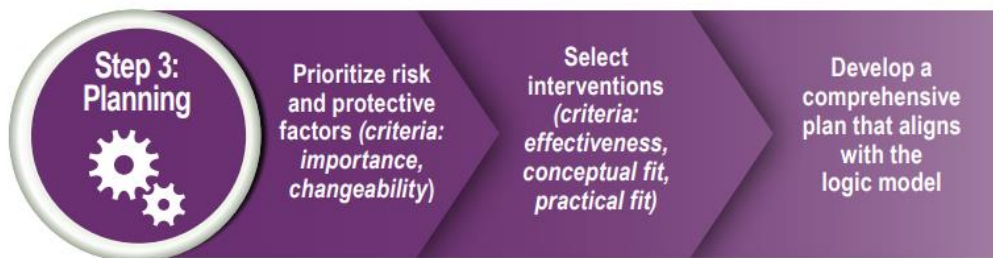 Step 3:
Planning
Prioritize risk
and protective
factors (criteria:
importance,
changeability)
Select
interventions
(criteria:
effectiveness,
conceptual fit,
practical fit)
Develop a
comprehensive
plan that aligns
with the
logic model